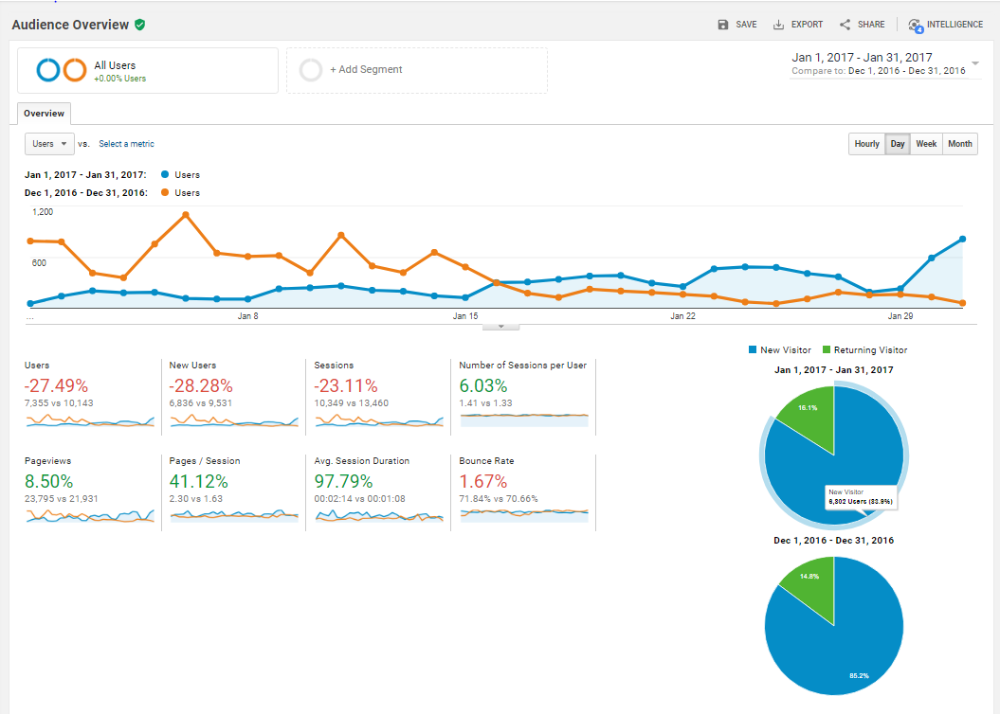 Audience Overview
SAVE
EXPORT
SHARE
4
INTELLIGENCE
All Users
+0.00% Users
+ Add Segment
Jan 1, 2017 - Jan 31, 2017
Compare to: Dec 1, 2016 - Dec 31, 2016
Overview
Users vs. Select a metric
Hourly Day Week Month
Jan 1, 2017 - Jan 31, 2017: Users
Dec 1, 2016 - Dec 31, 2016: Users
1,200
600
... Jan 8 Jan 15 Jan 22 Jan 29
Users
-27.49%
7,355 vs 10,143
New Users
-28.28%
6,836 vs 9,531
Sessions
-23.11%
10,349 vs 13,460
Number of Sessions per User
6.03%
1.41 vs 1.33
Pageviews
8.50%
23,795 vs 21,931
Pages / Session
41.12%
2.30 vs 1.63
Avg. Session Duration
97.79%
00:02:14 vs 00:01:08
Bounce Rate
1.67%
71.84% vs 70.66%
New Visitor Returning Visitor
Jan 1, 2017 - Jan 31, 2017
16.1%
New Visitor
6,802 Users (83.9%)
Dec 1, 2016 - Dec 31, 2016
14.8%
85.2%